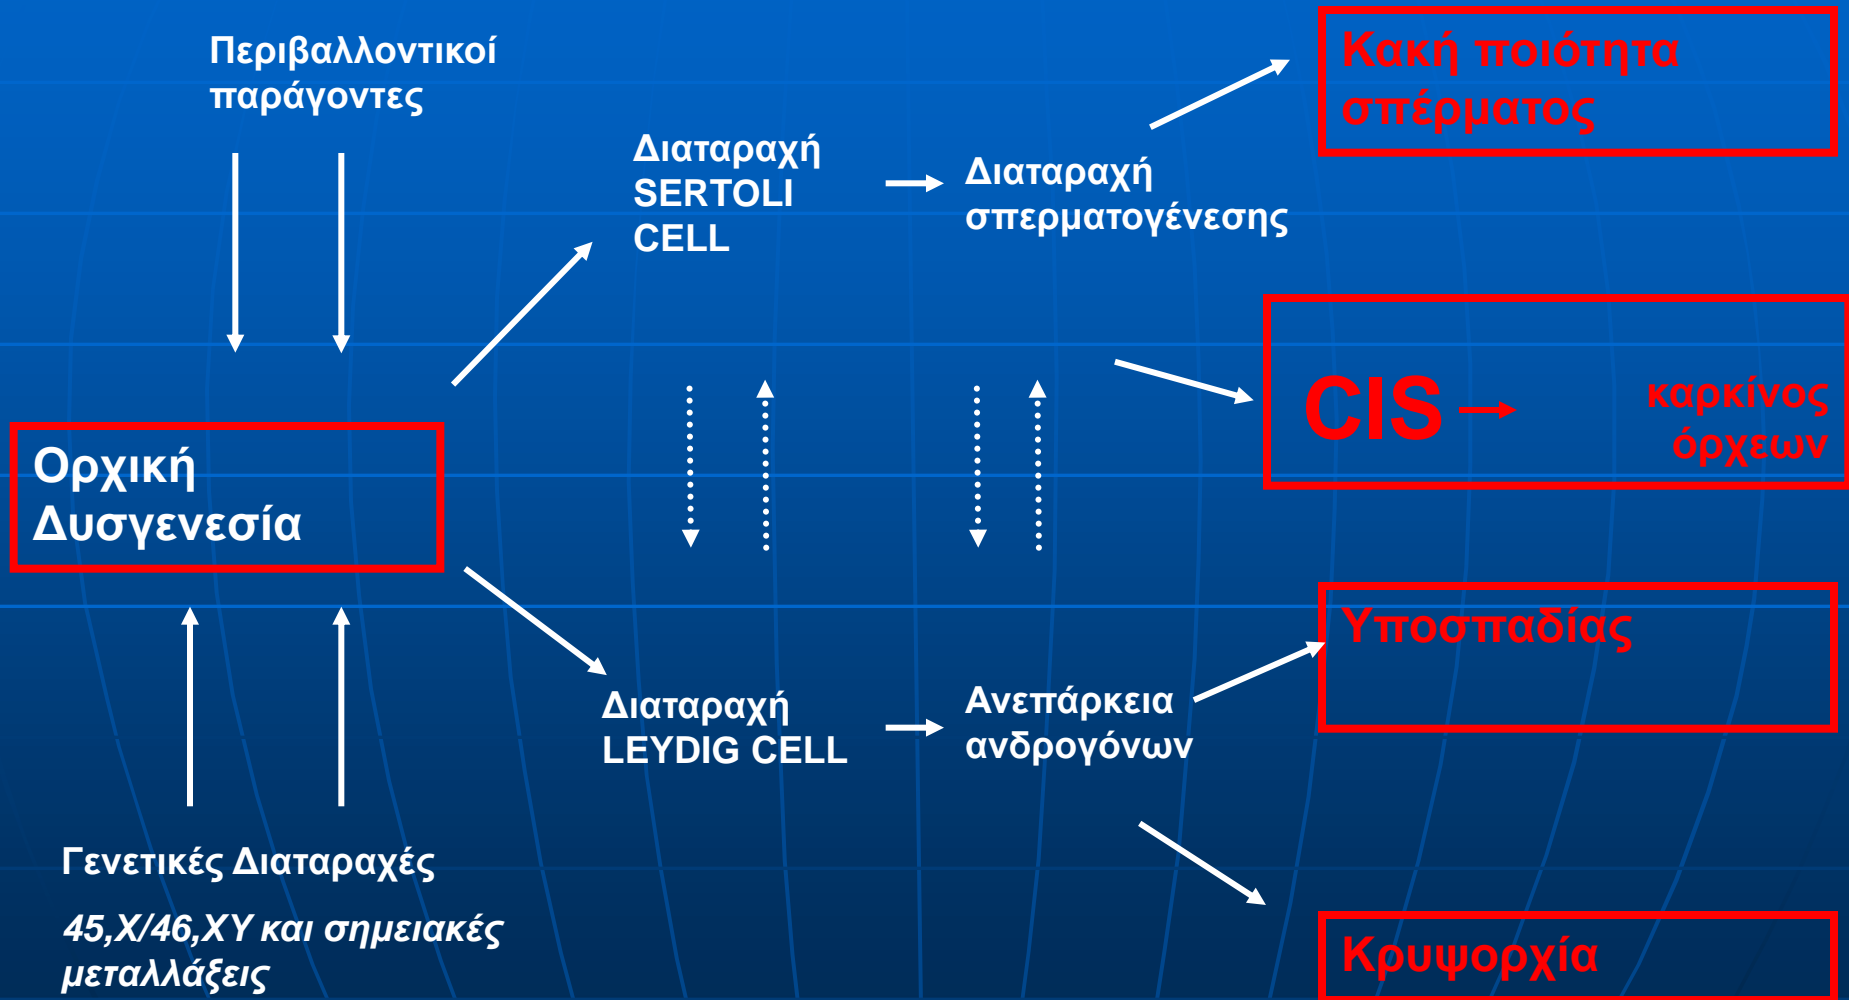 Περιβαλλοντικοί
παράγοντες
Διαταραχή
SERTOLI
CELL
Διαταραχή
σπερματογένεσης
Κακή ποιότητα
σπέρματος
CIS
καρκίνος
όρχεων
Ορχική
Δυσγενεσία
Διαταραχή
LEYDIG CELL
Ανεπάρκεια
ανδρογόνων
Υποσπαδίας
Κρυψορχία
Γενετικές Διαταραχές
45,Χ/46,ΧΥ και σημειακές
μεταλλάξεις